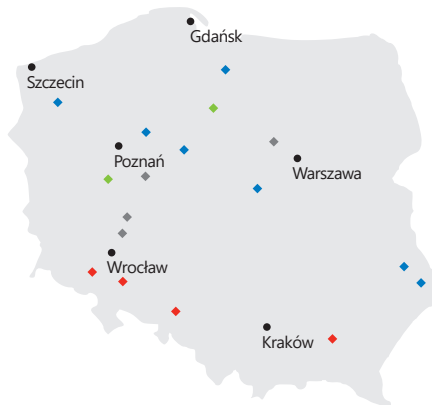 Gdańsk
Szczecin
Poznań
Warszawa
Wrocław
Kraków